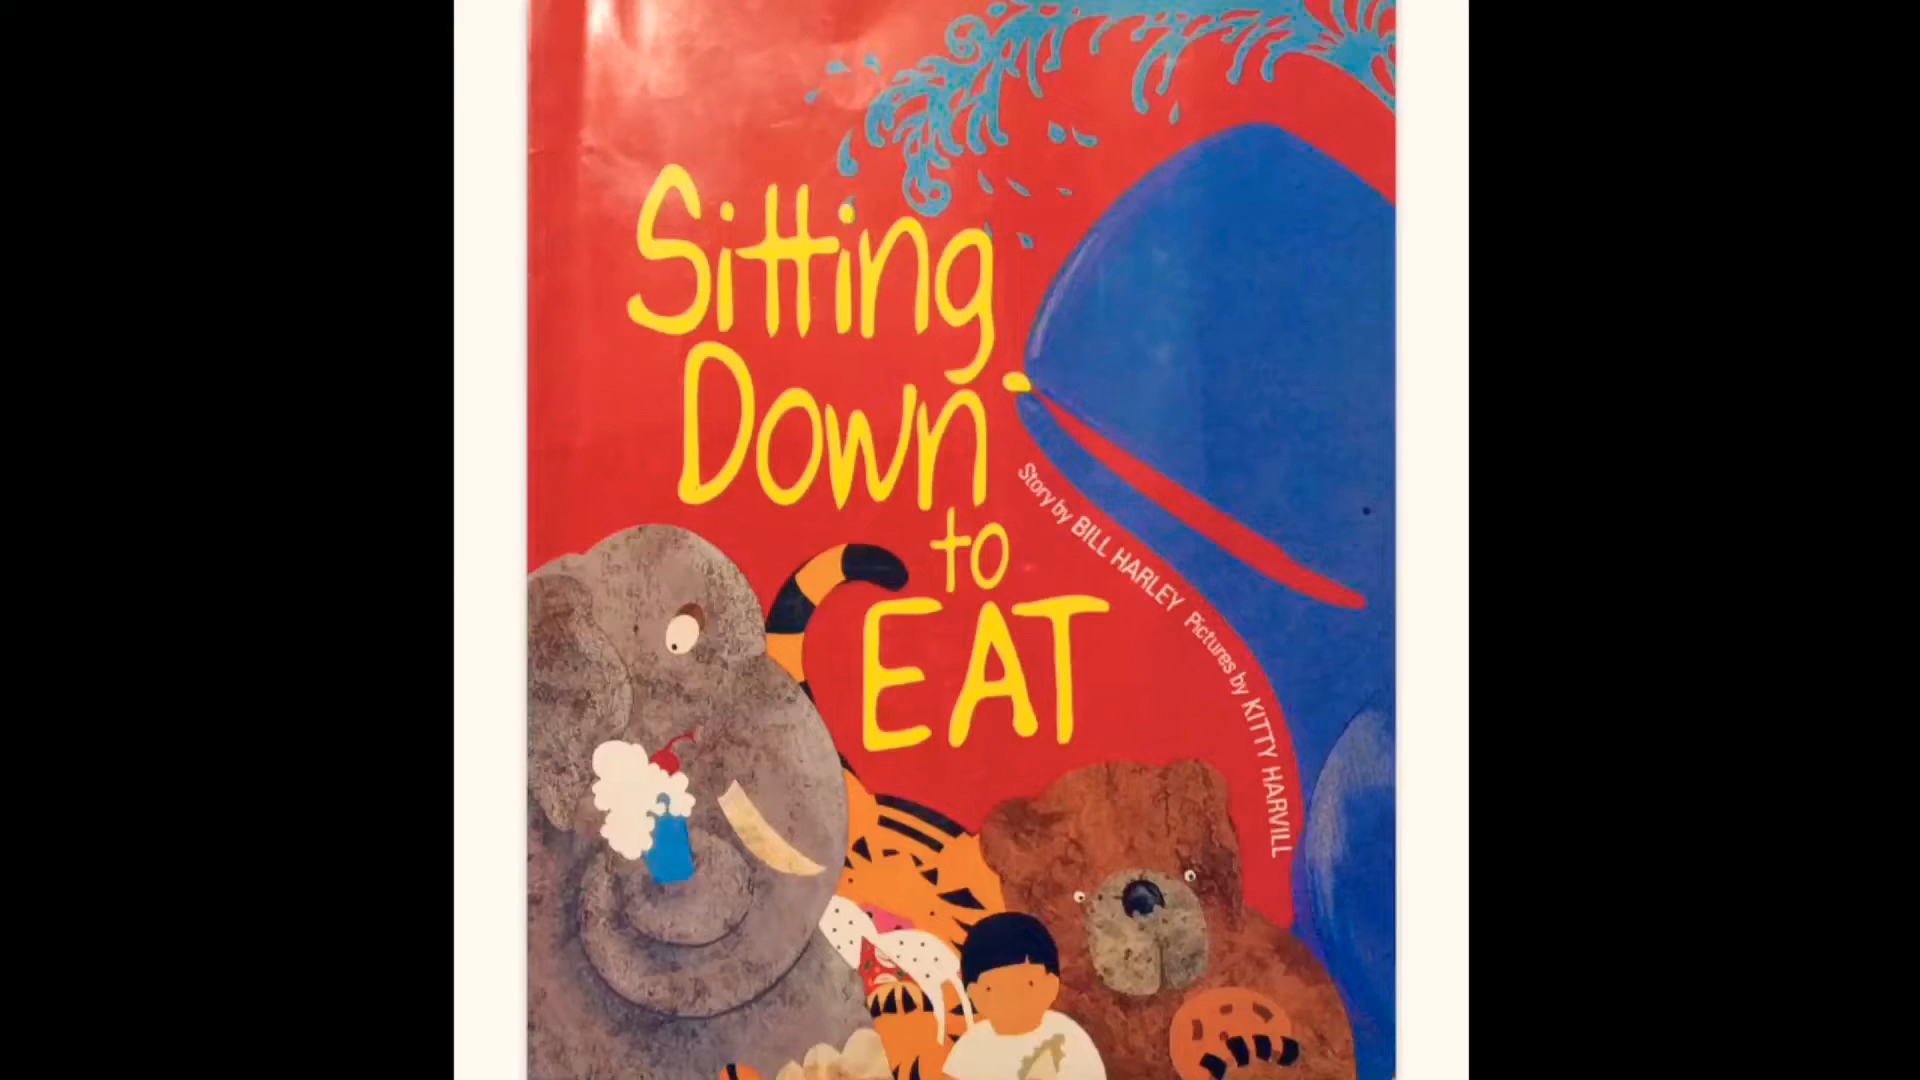 Sitting
Down
to
EAT
Story by BILL HARLEY Pictures by KITTY HARVILL